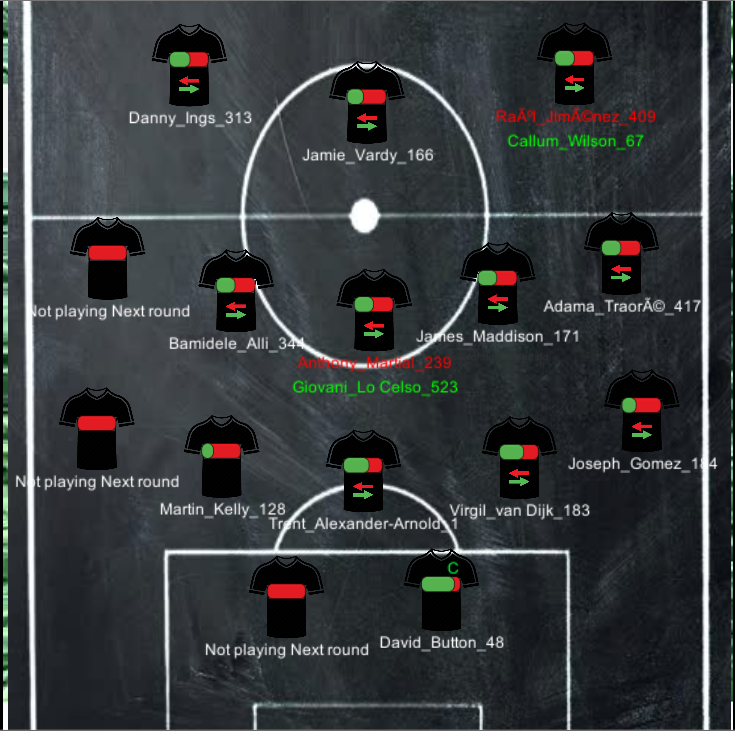 Danny_Ings_313
Jamie_Vardy_166
RaÃºl_JimÃ©nez_409
Callum_Wilson_67
Not playing Next round
Bamidele_Alli_344
Anthony_Martial_239
Giovani_Lo Celso_523
James_Maddison_171
Adama_TraorÃ©_417
Not playing Next round
Martin_Kelly_128
Trent_Alexander-Arnold_1
Virgil_van Dijk_183
Joseph_Gomez_184
Not playing Next round
C
David_Button_48